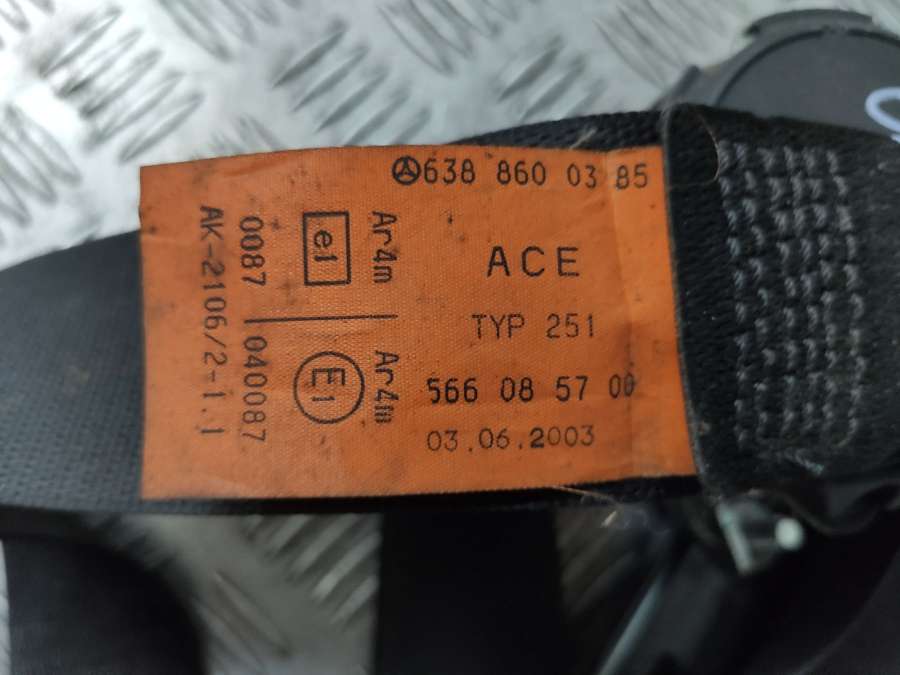 638 860 03 85
ACE
TYP 251
566 08 57 00
03.06.2003
Ar4m
e1
0087
Ar4m
E1
040087
AK-2106/2-1.1